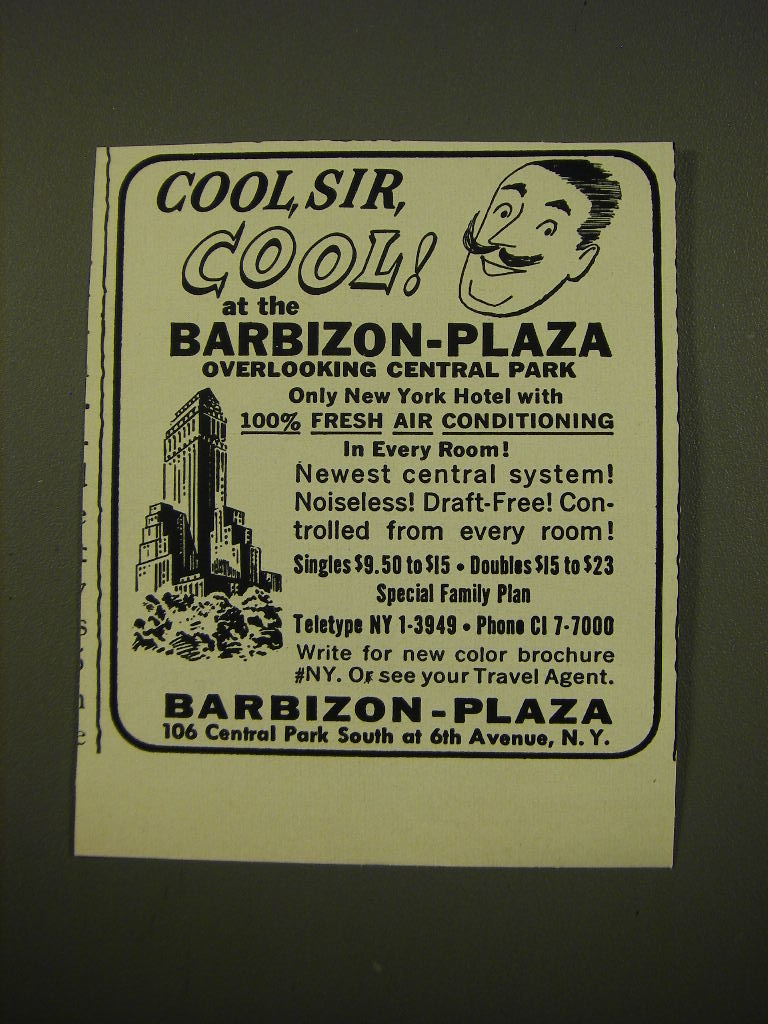 COOL, SIR,
COOL!
at the
BARBIZON-PLAZA
OVERLOOKING CENTRAL PARK
Only New York Hotel with
100% FRESH AIR CONDITIONING
In Every Room!
Newest central system!
Noiseless! Draft-Free! Con-
trolled from every room!
Singles $9.50 to $15 • Doubles $15 to $23
Special Family Plan
Teletype NY 1-3949 • Phone CI 7-7000
Write for new color brochure
#NY. Or see your Travel Agent.
BARBIZON-PLAZA
106 Central Park South at 6th Avenue, N. Y.